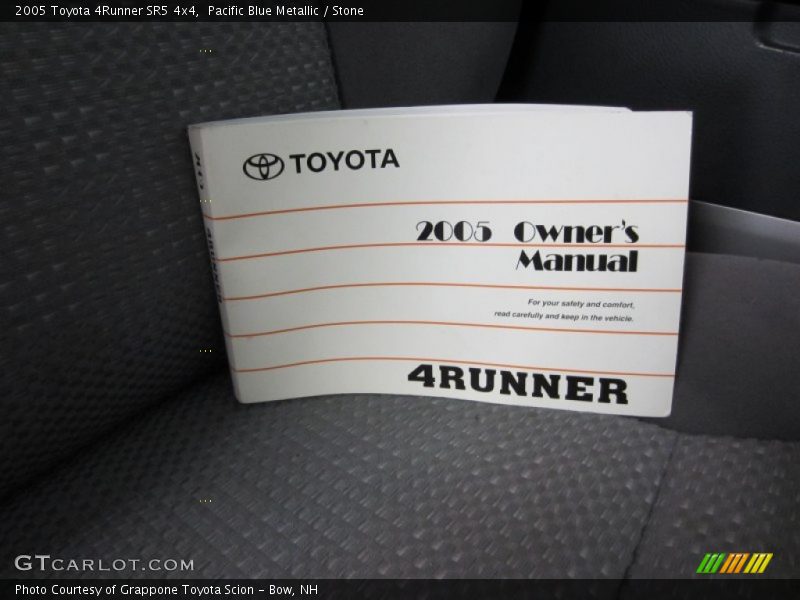 2005 Toyota 4Runner SR5 4x4,  Pacific Blue Metallic / Stone
TOYOTA
2005 Owner's
Manual
For your safety and comfort,
read carefully and keep in the vehicle.
4RUNNER
GTCARLOT.COM
Photo Courtesy of Grappone Toyota Scion – Bow, NH